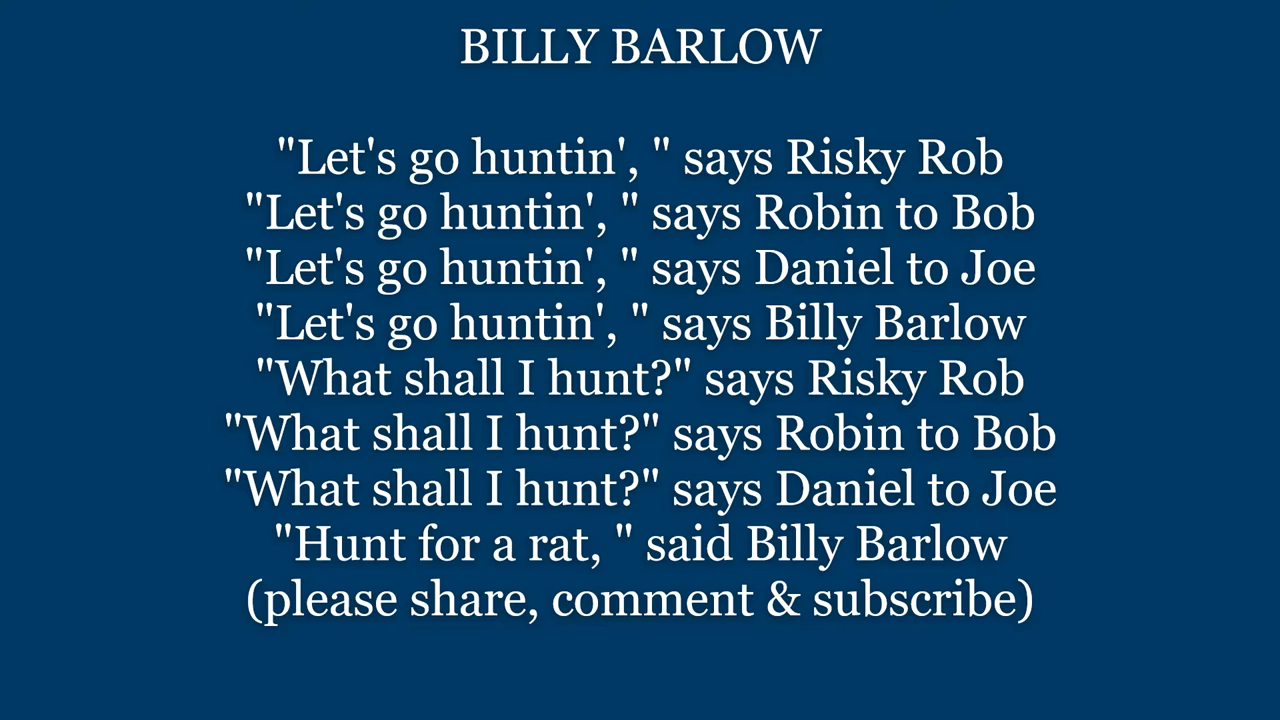 BILLY BARLOW
"Let's go huntin', " says Risky Rob
"Let's go huntin', " says Robin to Bob
"Let's go huntin', " says Daniel to Joe
"Let's go huntin', " says Billy Barlow
"What shall I hunt?" says Risky Rob
"What shall I hunt?" says Robin to Bob
"What shall I hunt?" says Daniel to Joe
"Hunt for a rat, " said Billy Barlow
(please share, comment & subscribe)